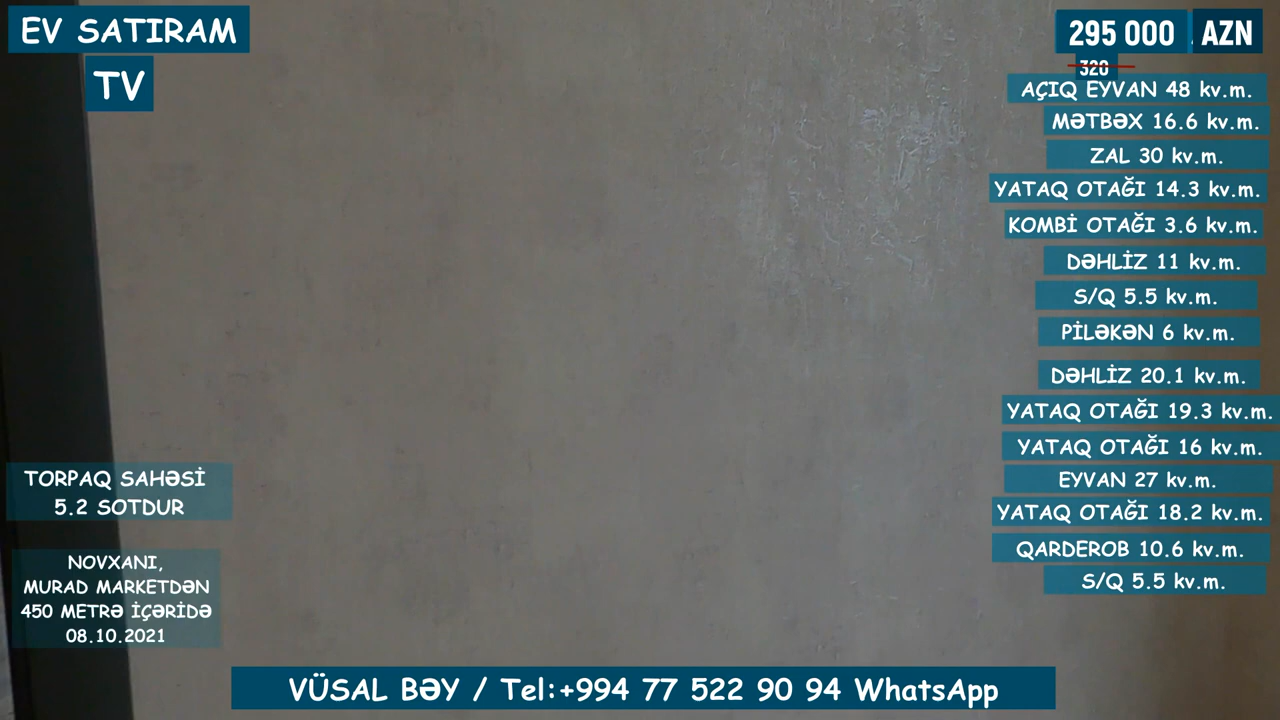 EV SATIRAM
TV
295 000 AZN
320
AÇIQ EYVAN 48 kv.m.
MƏTBƏX 16.6 kv.m.
ZAL 30 kv.m.
YATAQ OTAĞI 14.3 kv.m.
KOMBİ OTAĞI 3.6 kv.m.
DƏHLİZ 11 kv.m.
S/Q 5.5 kv.m.
PİLƏKƏN 6 kv.m.
DƏHLİZ 20.1 kv.m.
YATAQ OTAĞI 19.3 kv.m.
YATAQ OTAĞI 16 kv.m.
EYVAN 27 kv.m.
YATAQ OTAĞI 18.2 kv.m.
QARDEROB 10.6 kv.m.
S/Q 5.5 kv.m.
TORPAQ SAHƏSİ
5.2 SOTDUR
NOVXANI,
MURAD MARKETDƏN
450 METRƏ İÇƏRİDƏ
08.10.2021
VÜSAL BƏY / Tel:+994 77 522 90 94 WhatsApp